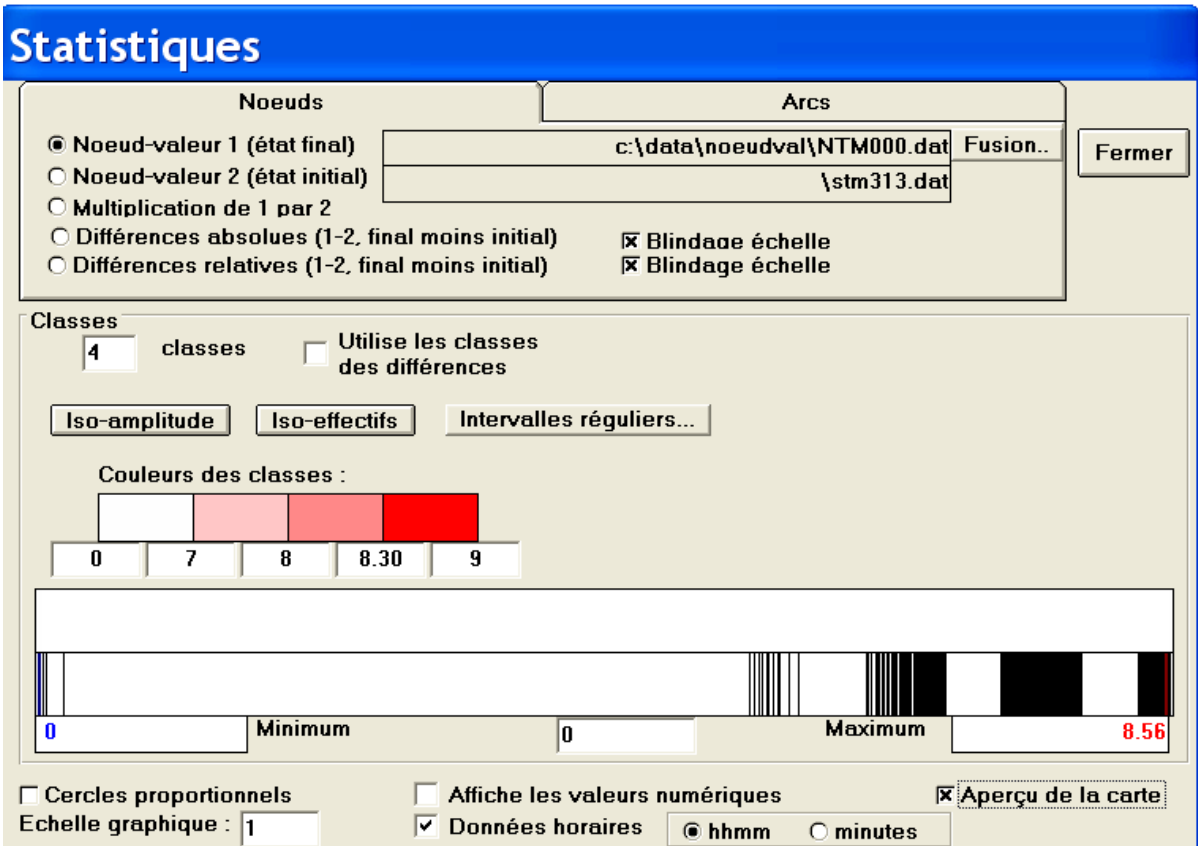 Statistiques
Noeuds Arcs
Noeud-valeur 1 (état final) c:\data\noeudval\NTM000.dat Fusion.. Fermer
Noeud-valeur 2 (état initial) \stm313.dat
Multiplication de 1 par 2
Différences absolues (1-2, final moins initial) Blindage échelle
Différences relatives (1-2, final moins initial) Blindage échelle
Classes
4 classes Utilise les classes
des différences
Iso-amplitude Iso-effectifs Intervalles réguliers...
Couleurs des classes :
0 7 8 8.30 9
0 Minimum 0 Maximum 8.56
Cercles proportionnels Affiche les valeurs numériques Aperçu de la carte
Echelle graphique : 1 Données horaires hhmm minutes